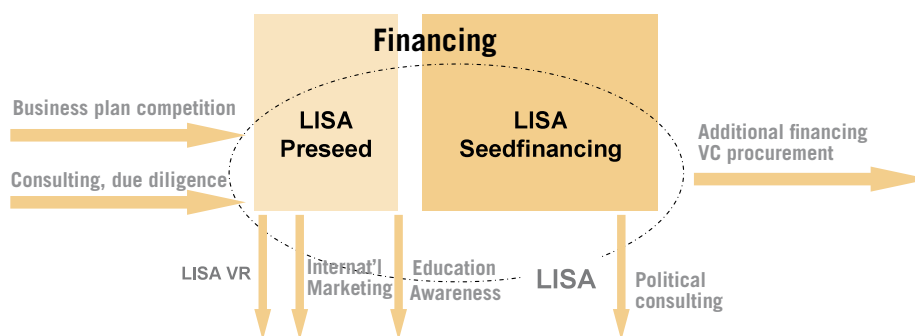 Financing
Business plan competition
LISA
Preseed
LISA
Seedfinancing
Additional financing
VC procurement
Consulting, due diligence
LISA VR
Internat'l
Marketing
Education
Awareness
LISA
Political
consulting